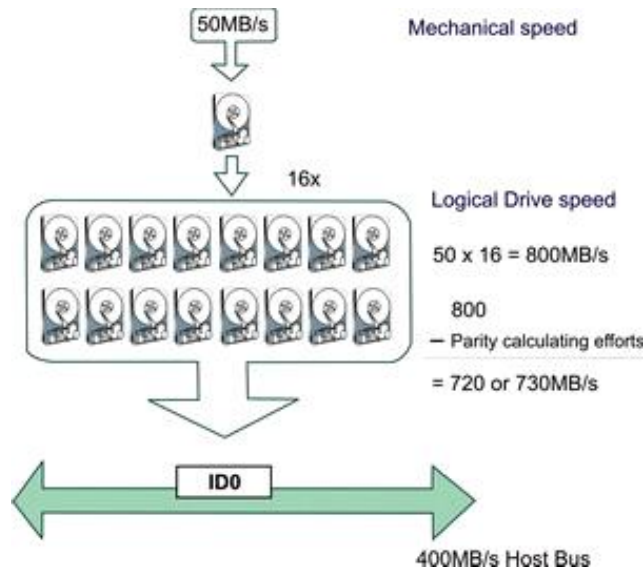 50MB/s
Mechanical speed
16x
Logical Drive speed
50 x 16 = 800MB/s
800
– Parity calculating efforts
= 720 or 730MB/s
ID0
400MB/s Host Bus